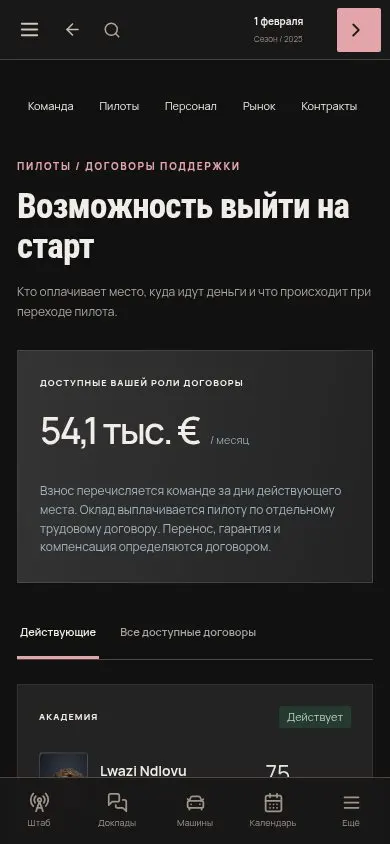 1 февраля
Сезон / 2025
Команда Пилоты Персонал Рынок Контракты
ПИЛОТЫ / ДОГОВОРЫ ПОДДЕРЖКИ
Возможность выйти на
старт
Кто оплачивает место, куда идут деньги и что происходит при
переходе пилота.
ДОСТУПНЫЕ ВАШЕЙ РОЛИ ДОГОВОРЫ
54,1 тыс. € / месяц
Взнос перечисляется команде за дни действующего
места. Оклад выплачивается пилоту по отдельному
трудовому договору. Перенос, гарантия и
компенсация определяются договором.
Действующие Все доступные договоры
АКАДЕМИЯ Действует
Lwazi Ndlovu 75
Штаб Доклады Машины Календарь Ещё